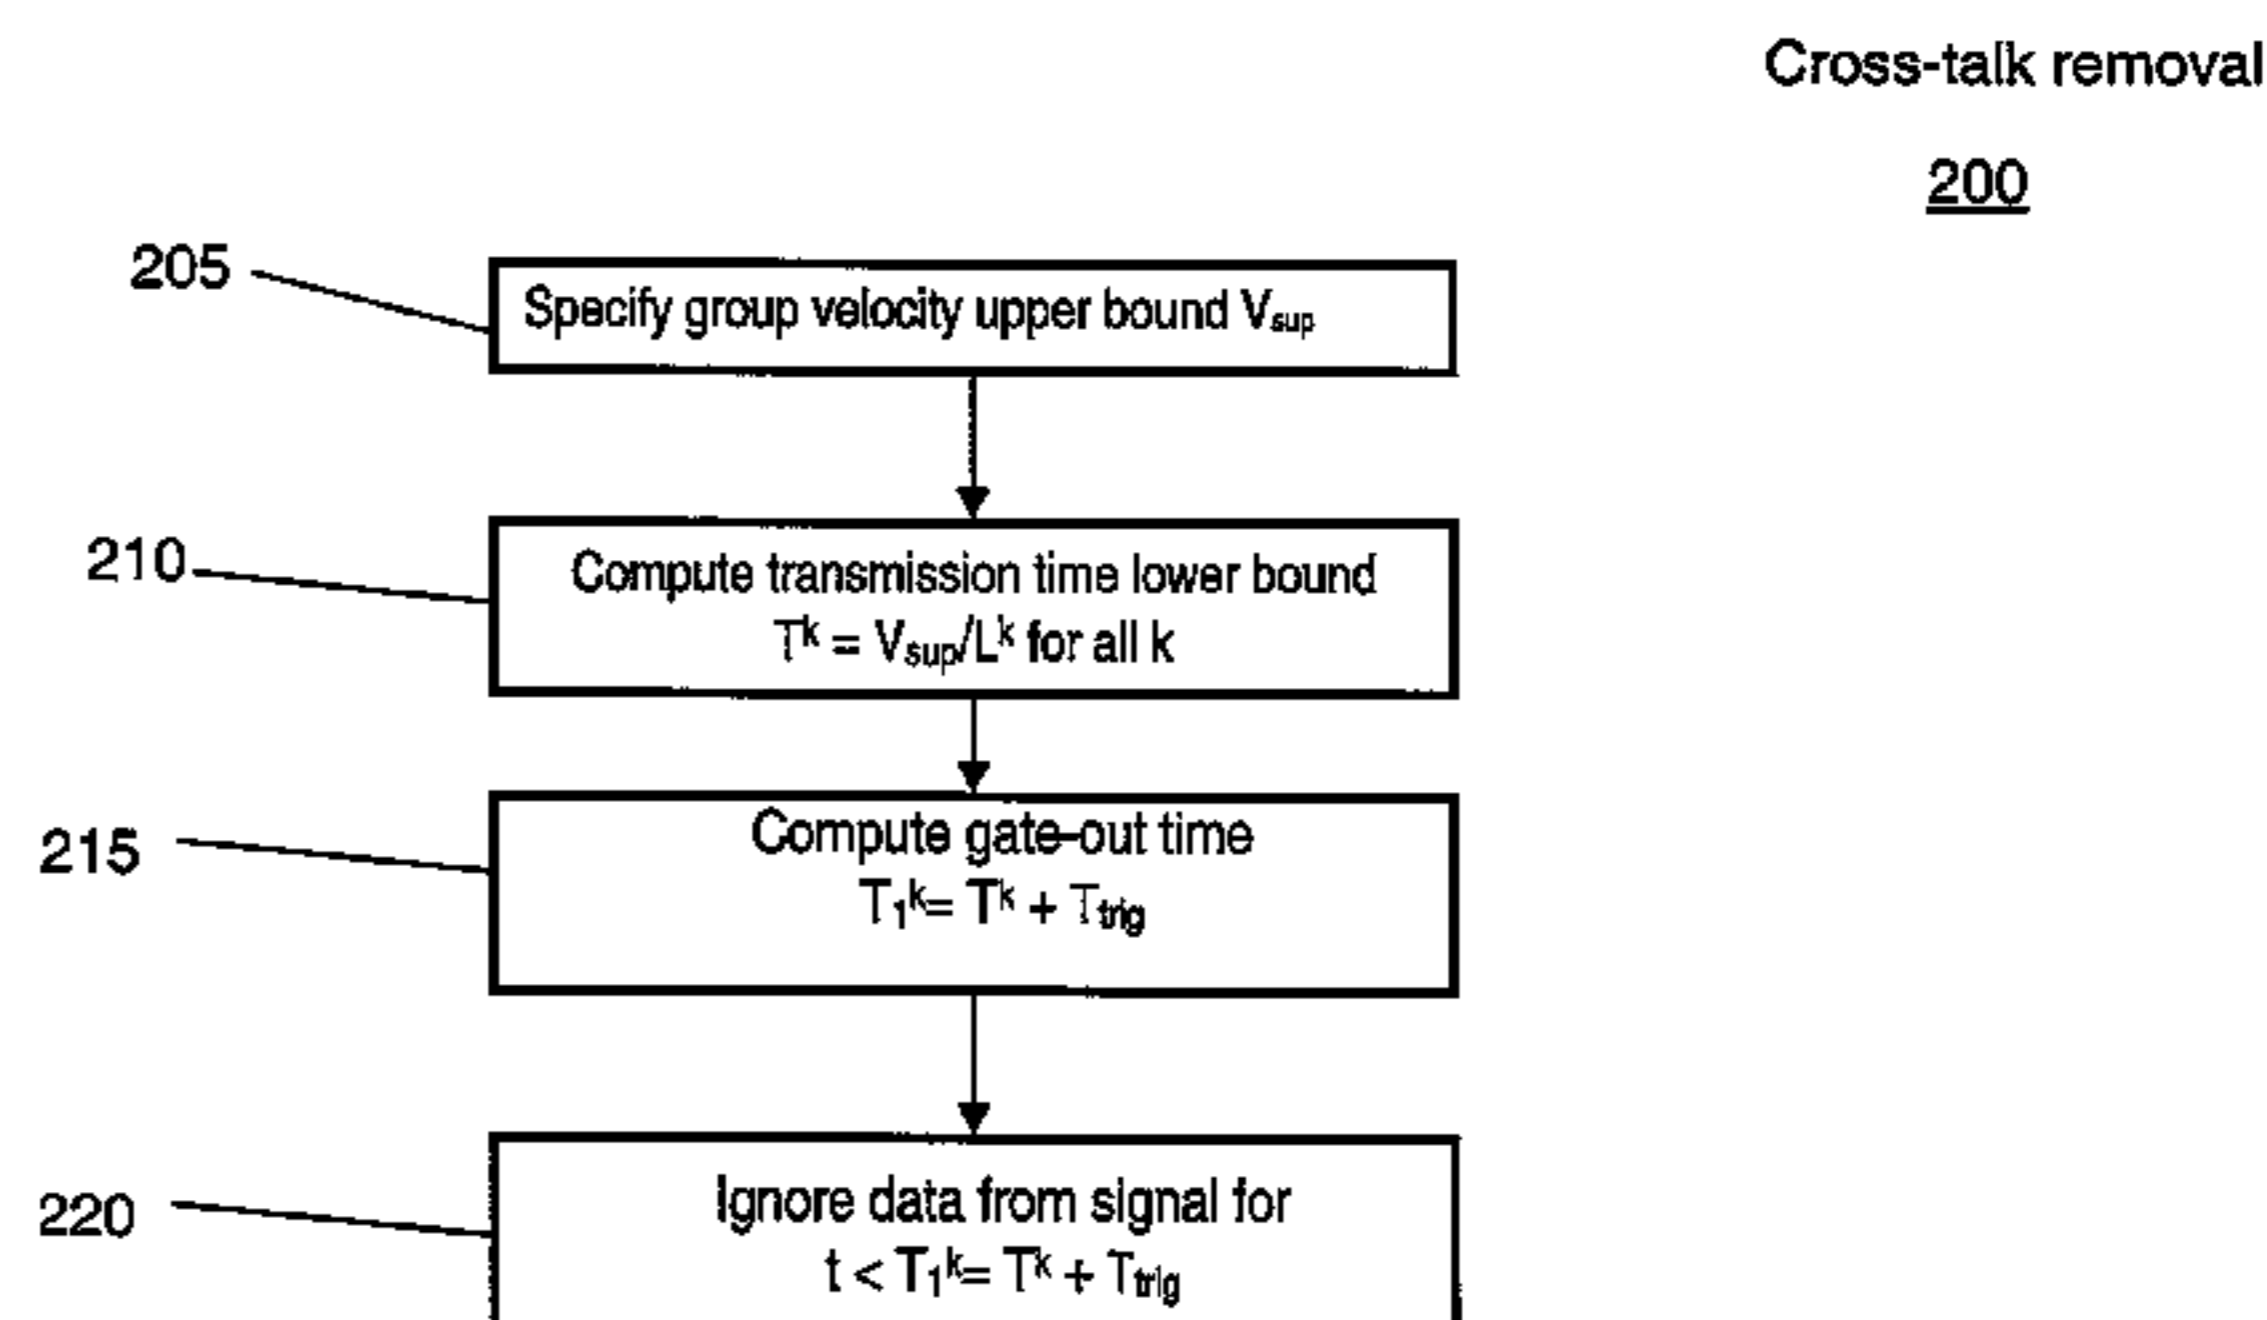 Cross-talk removal
200
205
Specify group velocity upper bound Vsup
210
Compute transmission time lower bound
Tᵏ = Vsup/Lᵏ for all k
215
Compute gate-out time
T₁ᵏ= Tᵏ + Ttrig
220
Ignore data from signal for
t < T₁ᵏ= Tᵏ + Ttrig